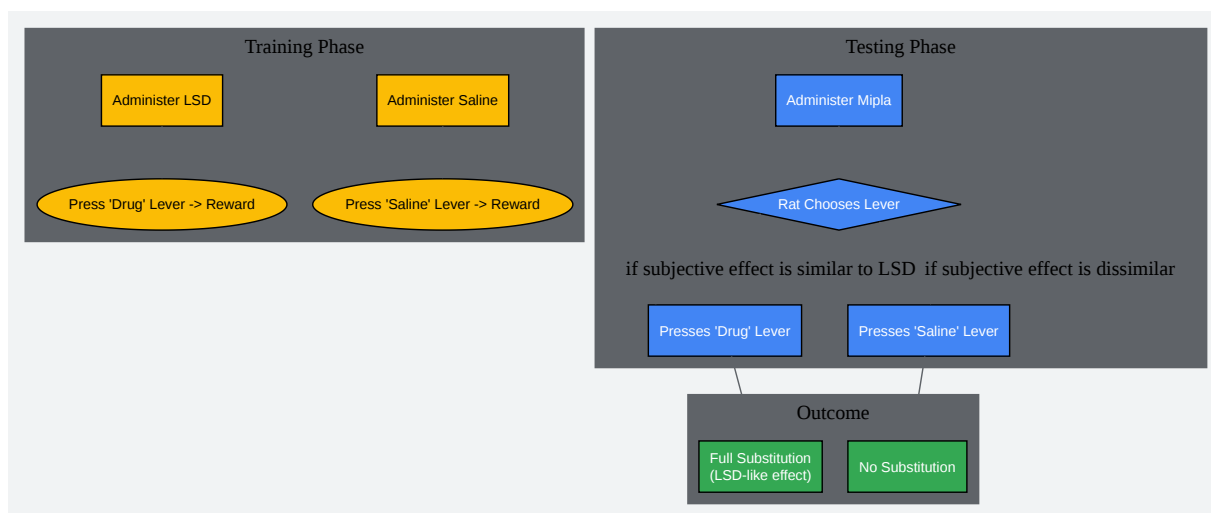 Training Phase
Administer LSD
Administer Saline
Press 'Drug' Lever -> Reward
Press 'Saline' Lever -> Reward
Testing Phase
Administer Mipla
Rat Chooses Lever
if subjective effect is similar to LSD
if subjective effect is dissimilar
Presses 'Drug' Lever
Presses 'Saline' Lever
Outcome
Full Substitution
(LSD-like effect)
No Substitution